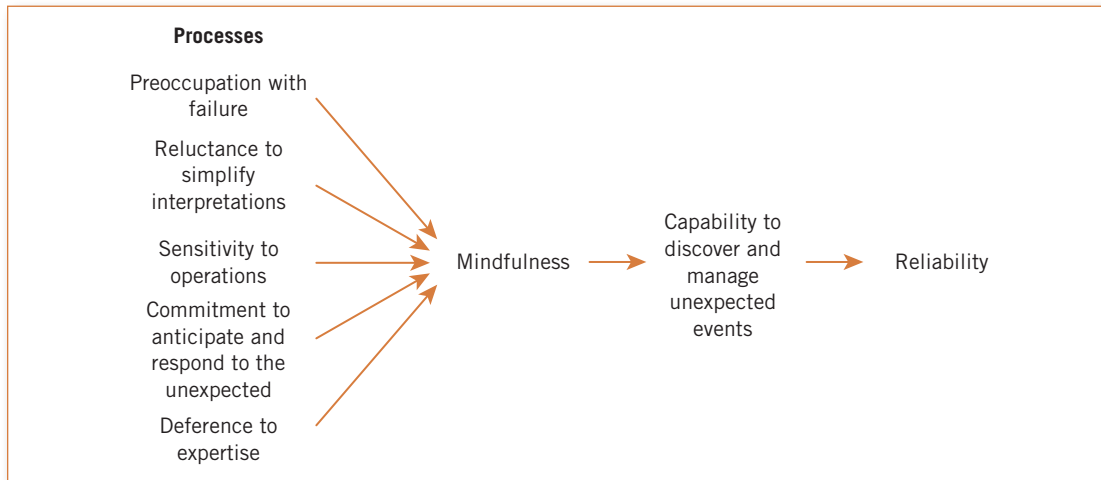 Processes
Preoccupation with
failure
Reluctance to
simplify
interpretations
Sensitivity to
operations
Commitment to
anticipate and
respond to the
unexpected
Deference to
expertise
Mindfulness
Capability to
discover and
manage
unexpected
events
Reliability